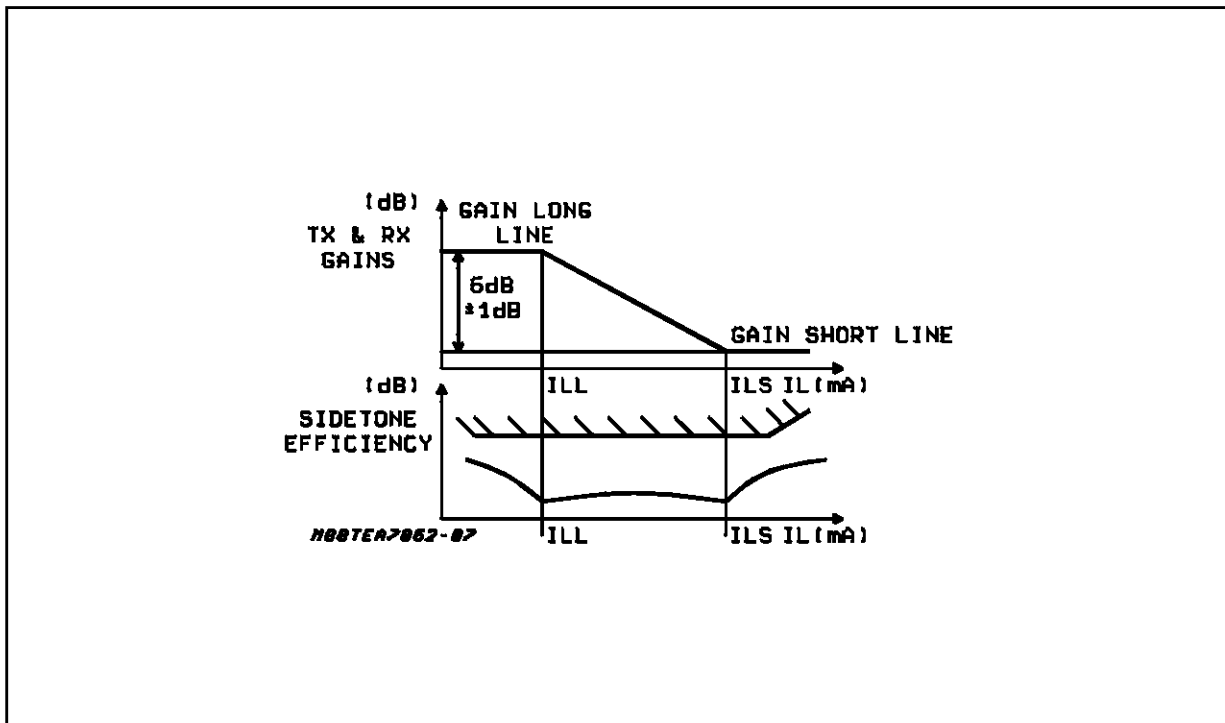 (dB)
GAIN LONG
LINE
TX & RX
GAINS
6dB
±1dB
GAIN SHORT LINE
ILL
ILS IL(mA)
(dB)
SIDETONE
EFFICIENCY
ILL
ILS IL(mA)
M88TEA7062-07